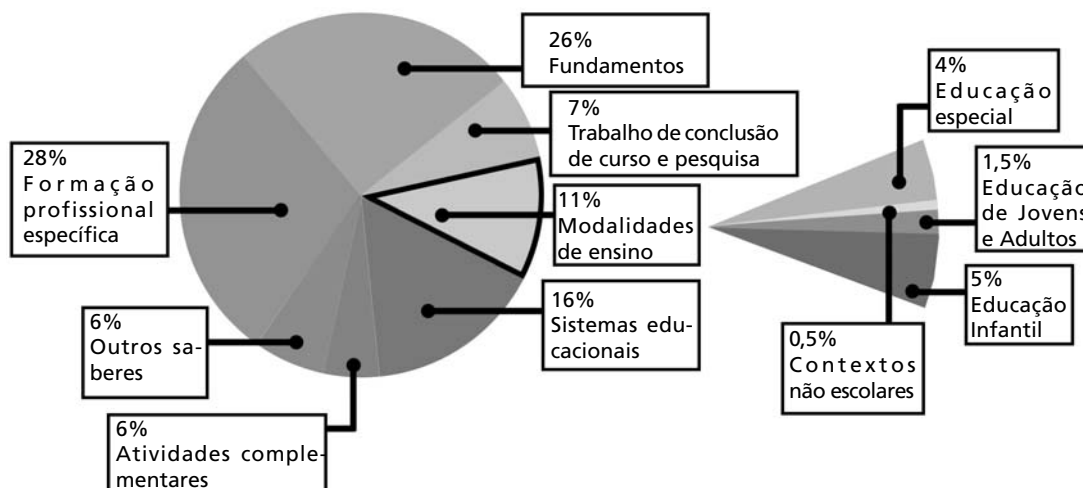 26%
Fundamentos
7%
Trabalho de conclusão
de curso e pesquisa
11%
Modalidades
de ensino
16%
Sistemas edu-
cacionais
6%
Atividades comple-
mentares
6%
Outros sa-
beres
28%
Formação
profissional
específica
4%
Educação
especial
1,5%
Educação
de Jovens
e Adultos
5%
Educação
Infantil
0,5%
Contextos
não escolares